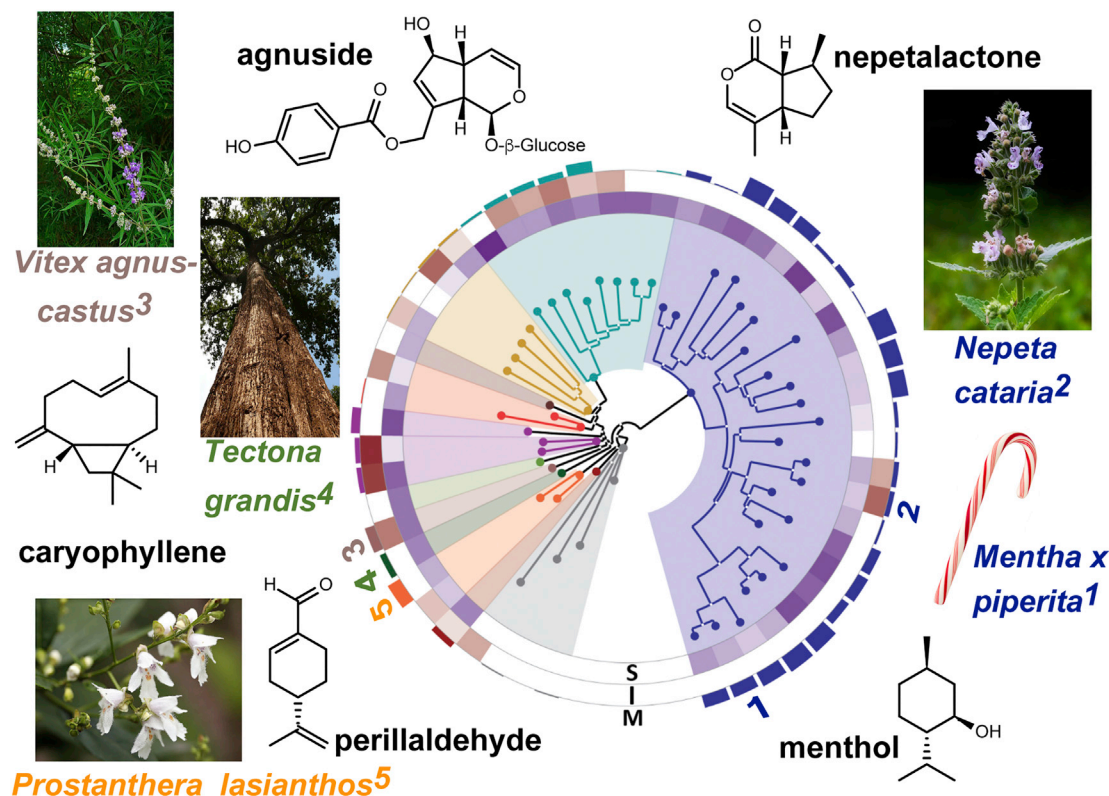 agnuside
HO
H
O
O
HO
O
H
O-β-Glucose
nepetalactone
O
H
O
H
Vitex agnus-
castus3
Tectona
grandis4
Nepeta
cataria2
H
H
caryophyllene
2
Mentha x
piperita1
3
4
5
H
O
S
M
1
perillaldehyde
menthol
OH
Prostanthera lasianthos5